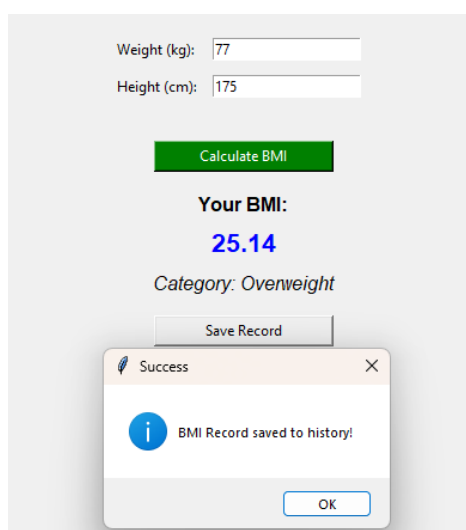 Weight (kg): 77
Height (cm): 175
Calculate BMI
Your BMI:
25.14
Category: Overweight
Save Record
Success
BMI Record saved to history!
OK